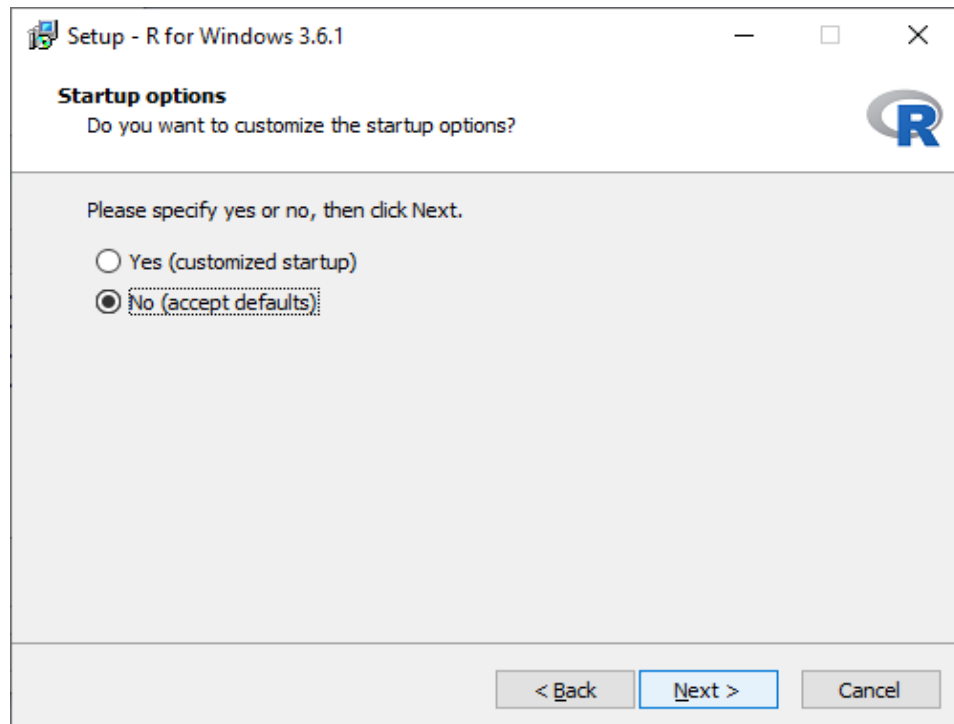 Setup - R for Windows 3.6.1
Startup options
Do you want to customize the startup options?
R
Please specify yes or no, then click Next.
Yes (customized startup)
No (accept defaults)
< Back Next > Cancel